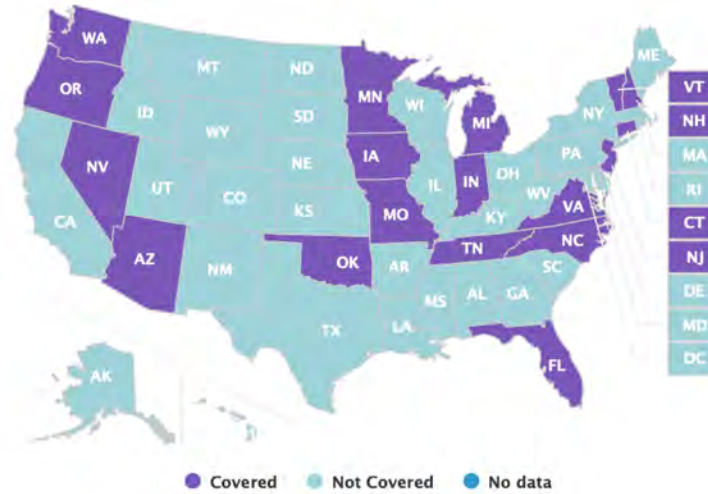 WA
MT
ND
ME
OR
MN
VT
ID
SD
WI
NY
NH
WY
MI
MA
NV
IA
NE
PA
RI
IL
IN
OH
UT
CO
WV
CT
CA
KS
MO
KY
VA
NJ
AZ
NM
OK
TN
NC
DE
AR
SC
MD
MS
AL
GA
DC
TX
LA
FL
AK
Covered Not Covered No data